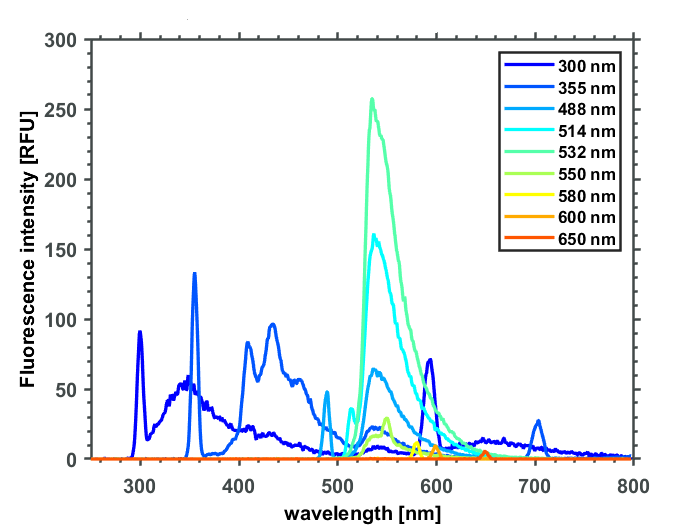 300
250
200
150
100
50
0
Fluorescence intensity [RFU]
300 nm
355 nm
488 nm
514 nm
532 nm
550 nm
580 nm
600 nm
650 nm
300 400 500 600 700 800
wavelength [nm]